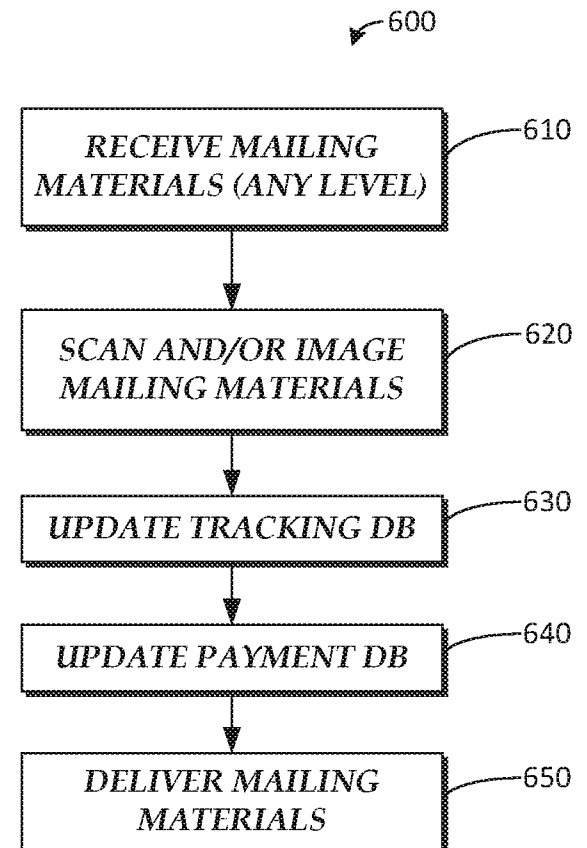 600
RECEIVE MAILING
MATERIALS (ANY LEVEL)
610
SCAN AND/OR IMAGE
MAILING MATERIALS
620
UPDATE TRACKING DB
630
UPDATE PAYMENT DB
640
DELIVER MAILING
MATERIALS
650